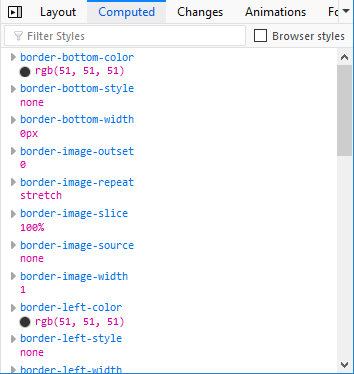 Layout Computed Changes Animations Fo
Filter Styles Browser styles
border-bottom-color
rgb(51, 51, 51)
border-bottom-style
none
border-bottom-width
0px
border-image-outset
0
border-image-repeat
stretch
border-image-slice
100%
border-image-source
none
border-image-width
1
border-left-color
rgb(51, 51, 51)
border-left-style
none
border-left-width